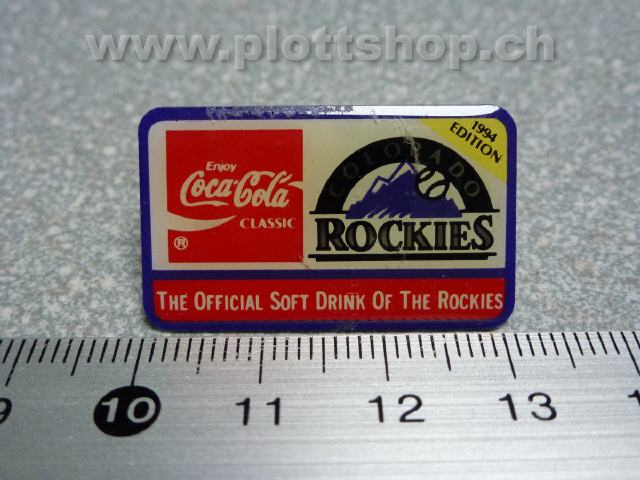 www.plottshop.ch
1994
EDITION
Enjoy
Coca-Cola
CLASSIC
®
COLORADO
ROCKIES
THE OFFICIAL SOFT DRINK OF THE ROCKIES
9 10 11 12 13